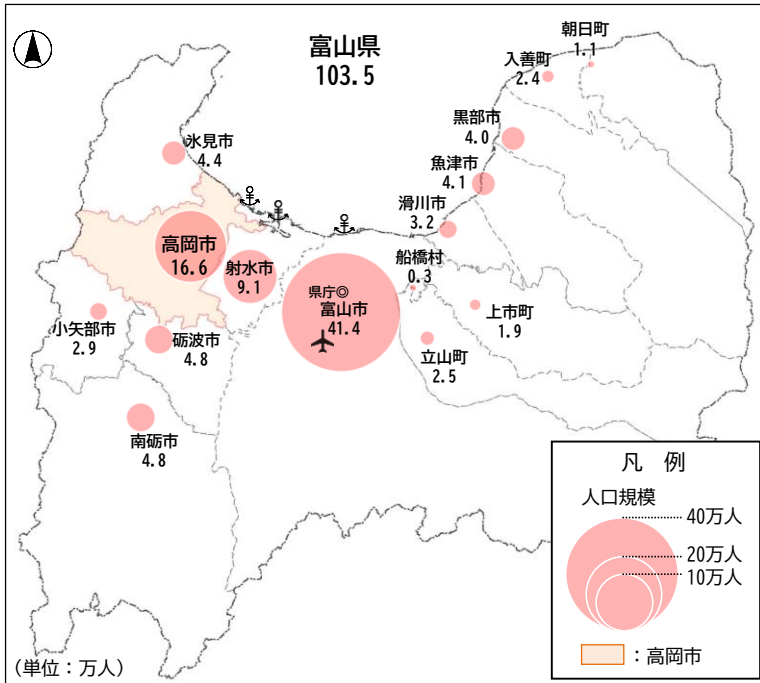 富山県
103.5
朝日町
1.1
入善町
2.4
黒部市
4.0
氷見市
4.4
魚津市
4.1
滑川市
3.2
高岡市
16.6
射水市
9.1
船橋村
0.3
県庁◎
富山市
41.4
上市町
1.9
小矢部市
2.9
砺波市
4.8
立山町
2.5
南砺市
4.8
凡 例
人口規模
40万人
20万人
10万人
：高岡市
(単位：万人)